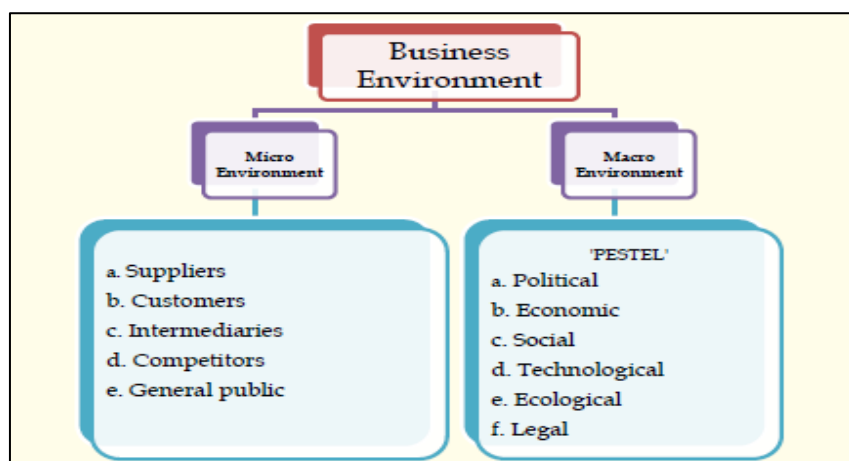 Business
Environment
Micro
Environment
Macro
Environment
a. Suppliers
b. Customers
c. Intermediaries
d. Competitors
e. General public
'PESTEL'
a. Political
b. Economic
c. Social
d. Technological
e. Ecological
f. Legal